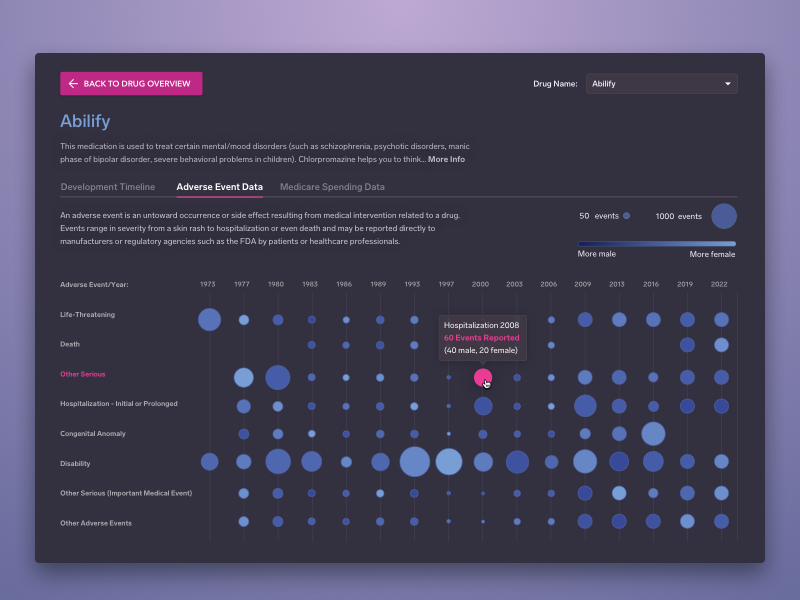 BACK TO DRUG OVERVIEW
Drug Name: Abilify
Abilify
This medication is used to treat certain mental/mood disorders (such as schizophrenia, psychotic disorders, manic
phase of bipolar disorder, severe behavioral problems in children). Chlorpromazine helps you to think... More Info
Development Timeline Adverse Event Data Medicare Spending Data
An adverse event is an untoward occurrence or side effect resulting from medical intervention related to a drug.
Events range in severity from a skin rash to hospitalization or even death and may be reported directly to
manufacturers or regulatory agencies such as the FDA by patients or healthcare professionals.
50 events 1000 events
More male More female
Adverse Event/Year: 1973 1977 1980 1983 1986 1989 1993 1997 2000 2003 2006 2009 2013 2016 2019 2022
Life-Threatening
Hospitalization 2008
60 Events Reported
(40 male, 20 female)
Death
Other Serious
Hospitalization - Initial or Prolonged
Congenital Anomaly
Disability
Other Serious (Important Medical Event)
Other Adverse Events